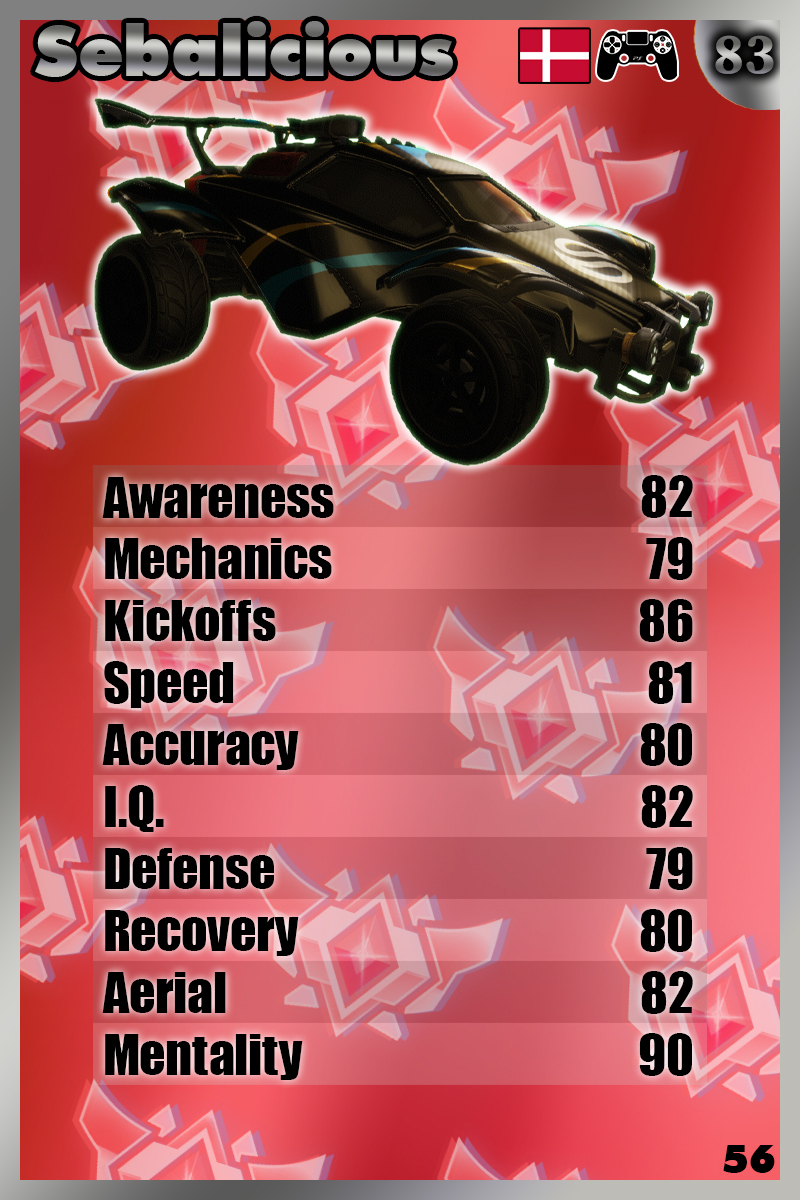 Sebalicious 83
Awareness 82
Mechanics 79
Kickoffs 86
Speed 81
Accuracy 80
I.Q. 82
Defense 79
Recovery 80
Aerial 82
Mentality 90
56